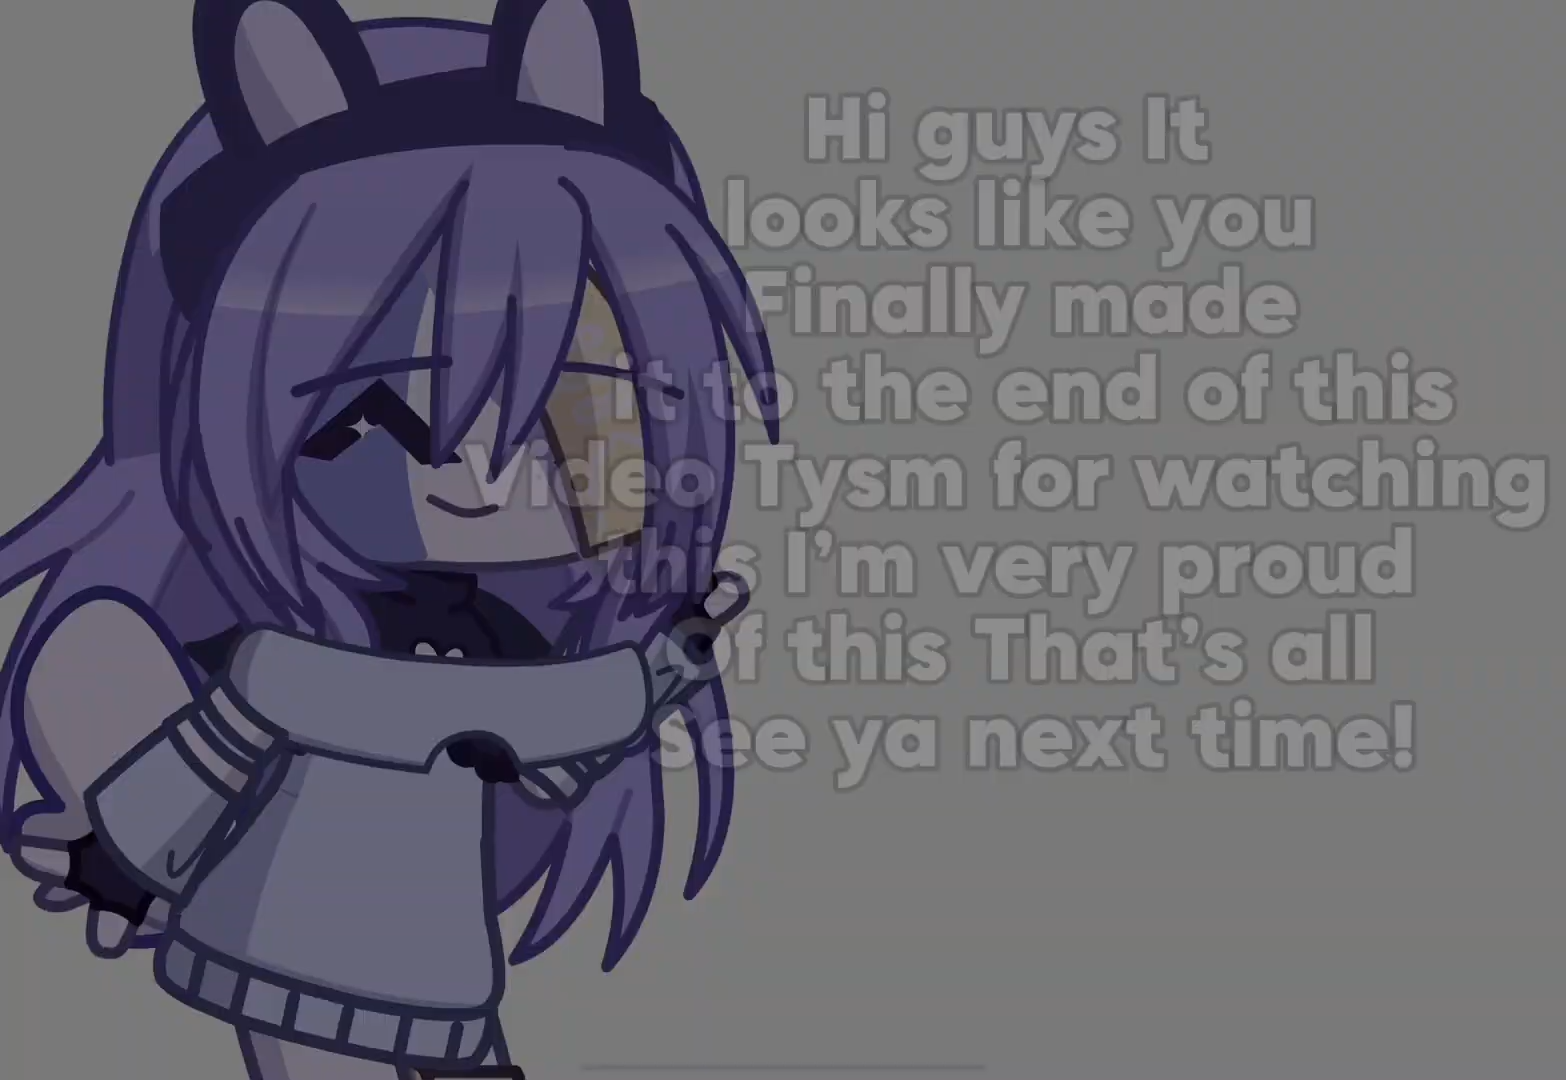 Hi guys It
looks like you
Finally made
it to the end of this
Video Tysm for watching
this I’m very proud
Of this That’s all
See ya next time!